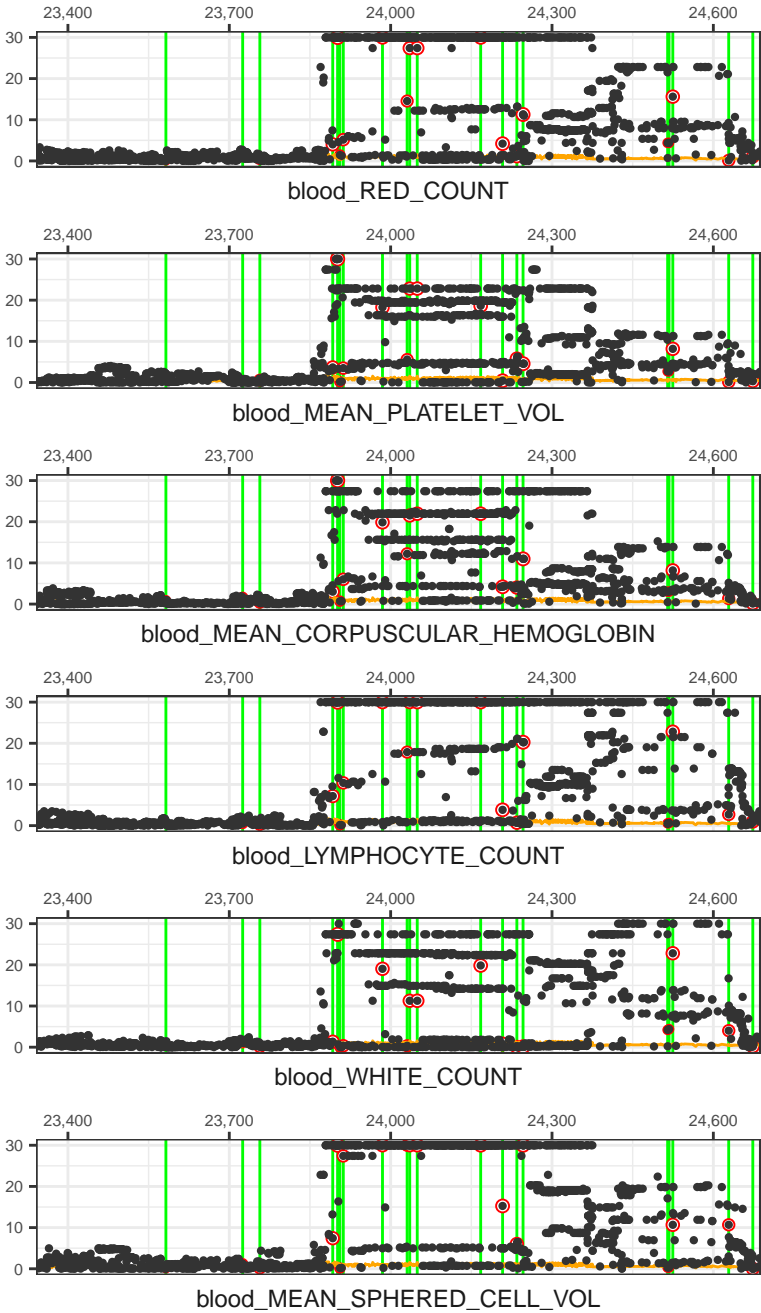 23,400 23,700 24,000 24,300 24,600
30
20
10
0
blood_RED_COUNT
23,400 23,700 24,000 24,300 24,600
30
20
10
0
blood_MEAN_PLATELET_VOL
23,400 23,700 24,000 24,300 24,600
30
20
10
0
blood_MEAN_CORPUSCULAR_HEMOGLOBIN
23,400 23,700 24,000 24,300 24,600
30
20
10
0
blood_LYMPHOCYTE_COUNT
23,400 23,700 24,000 24,300 24,600
30
20
10
0
blood_WHITE_COUNT
23,400 23,700 24,000 24,300 24,600
30
20
10
0
blood_MEAN_SPHERED_CELL_VOL